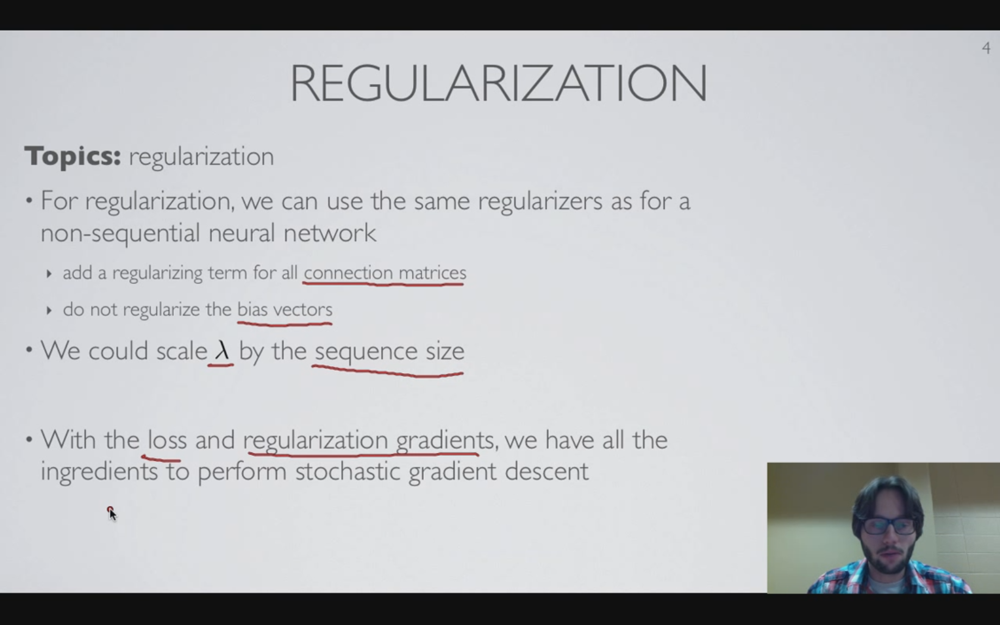 4
REGULARIZATION
Topics: regularization
• For regularization, we can use the same regularizers as for a
non-sequential neural network
‣ add a regularizing term for all connection matrices
‣ do not regularize the bias vectors
• We could scale λ by the sequence size
• With the loss and regularization gradients, we have all the
ingredients to perform stochastic gradient descent